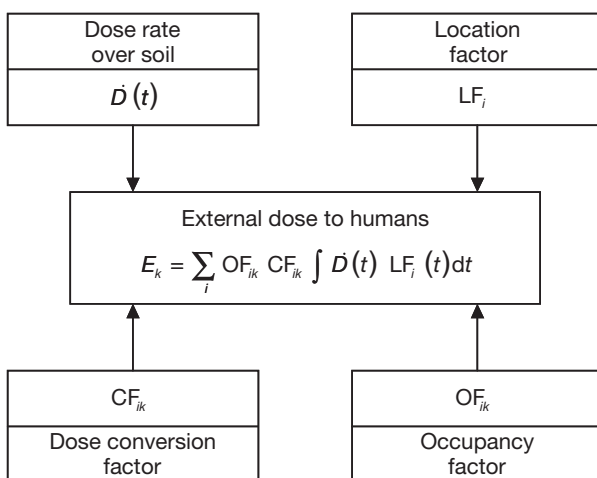 Dose rate
over soil
Ḋ(t)
Location
factor
LFᵢ
External dose to humans
Eₖ = ∑ᵢ OFᵢₖ CFᵢₖ ∫ Ḋ(t) LFᵢ (t)dt
CFᵢₖ
Dose conversion
factor
OFᵢₖ
Occupancy
factor